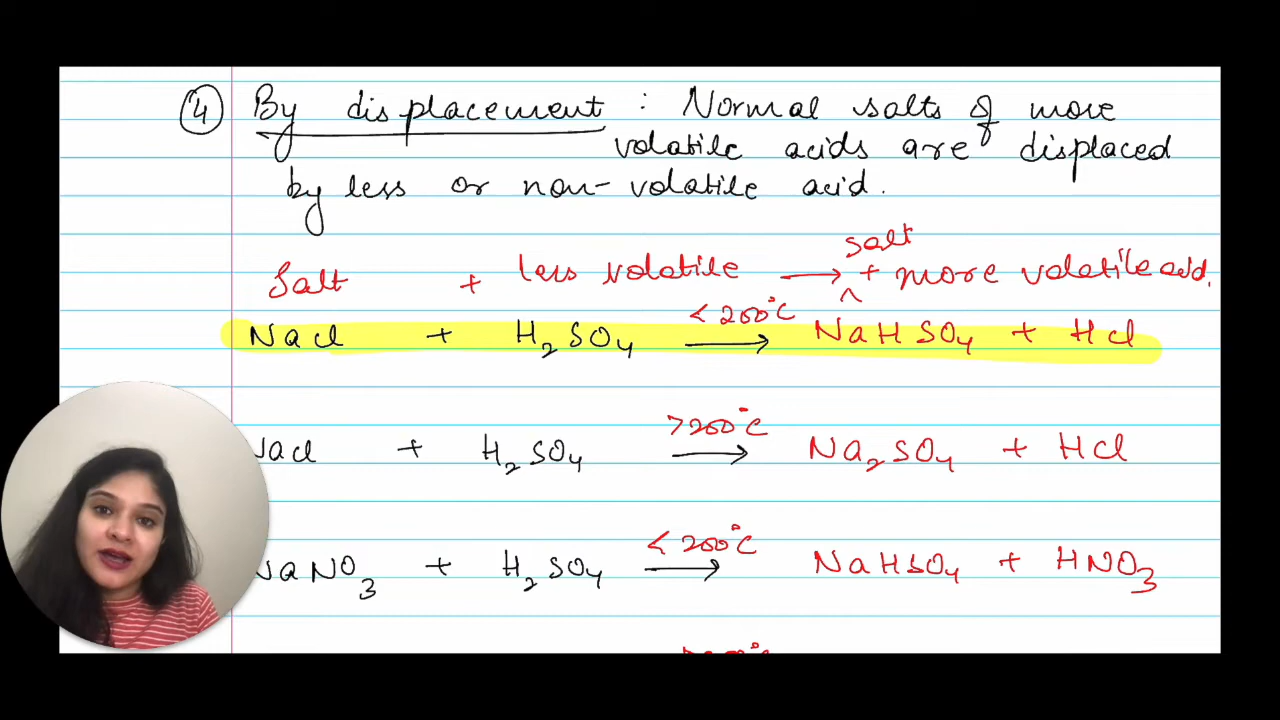 ④ By displacement : Normal salts of more
volatile acids are displaced
by less or non-volatile acid.
Salt + less volatile → salt + more volatile acid.
NaCl + H₂SO₄ →<200°C NaHSO₄ + HCl
NaCl + H₂SO₄ →>200°C Na₂SO₄ + HCl
NaNO₃ + H₂SO₄ →<200°C NaHSO₄ + HNO₃